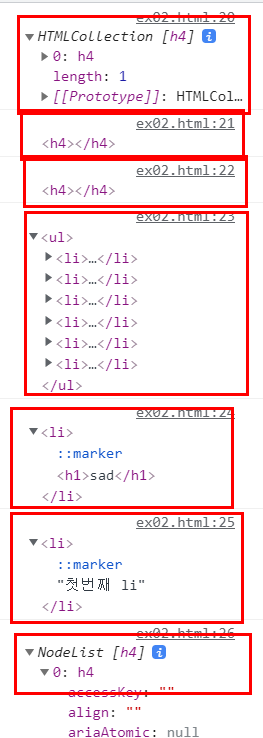 ex02.html:20
▼ HTMLCollection [h4] i
▶ 0: h4
length: 1
▶ [[Prototype]]: HTMLCol…
ex02.html:21
<h4></h4>
ex02.html:22
<h4></h4>
ex02.html:23
▼ <ul>
▶ <li>…</li>
▶ <li>…</li>
▶ <li>…</li>
▶ <li>…</li>
▶ <li>…</li>
▶ <li>…</li>
</ul>
ex02.html:24
▼ <li>
::marker
<h1>sad</h1>
</li>
ex02.html:25
▼ <li>
::marker
"첫번째 li"
</li>
ex02.html:26
▼ NodeList [h4] i
▼ 0: h4
accessKey: ""
align: ""
ariaAtomic: null